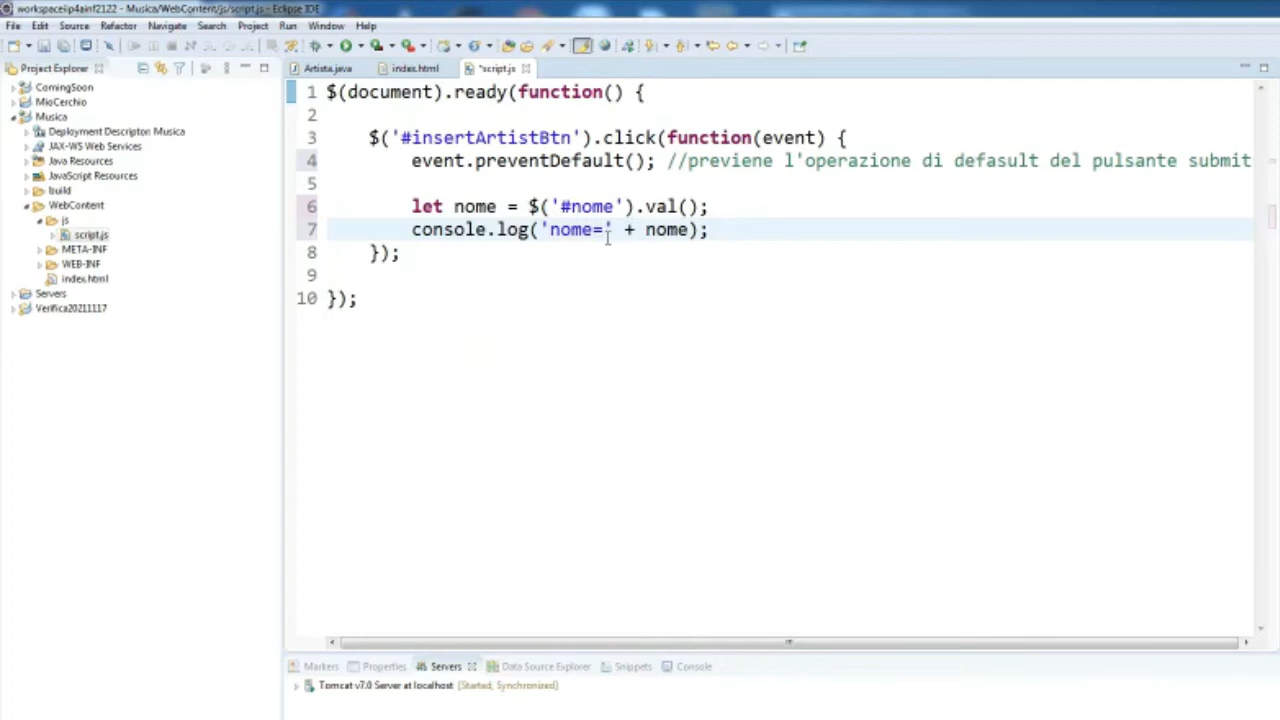 workspaceiip4ainf2122 - Musica/WebContent/js/script.js - Eclipse IDE
File Edit Source Refactor Navigate Search Project Run Window Help
Project Explorer
Artista.java index.html *script.js
ComingSoon
MioCerchio
Musica
Deployment Descripton Musica
JAX-WS Web Services
Java Resources
JavaScript Resources
build
WebContent
js
script.js
META-INF
WEB-INF
index.html
Servers
Verifica20211117
1 $(document).ready(function() {
2
3 $('#insertArtistBtn').click(function(event) {
4 event.preventDefault(); //previene l'operazione di defasult del pulsante submit
5
6 let nome = $('#nome').val();
7 console.log('nome=' + nome);
8 });
9
10 });
Markers Properties Servers Data Source Explorer Snippets Console
Tomcat v7.0 Server at localhost [Started, Synchronized]